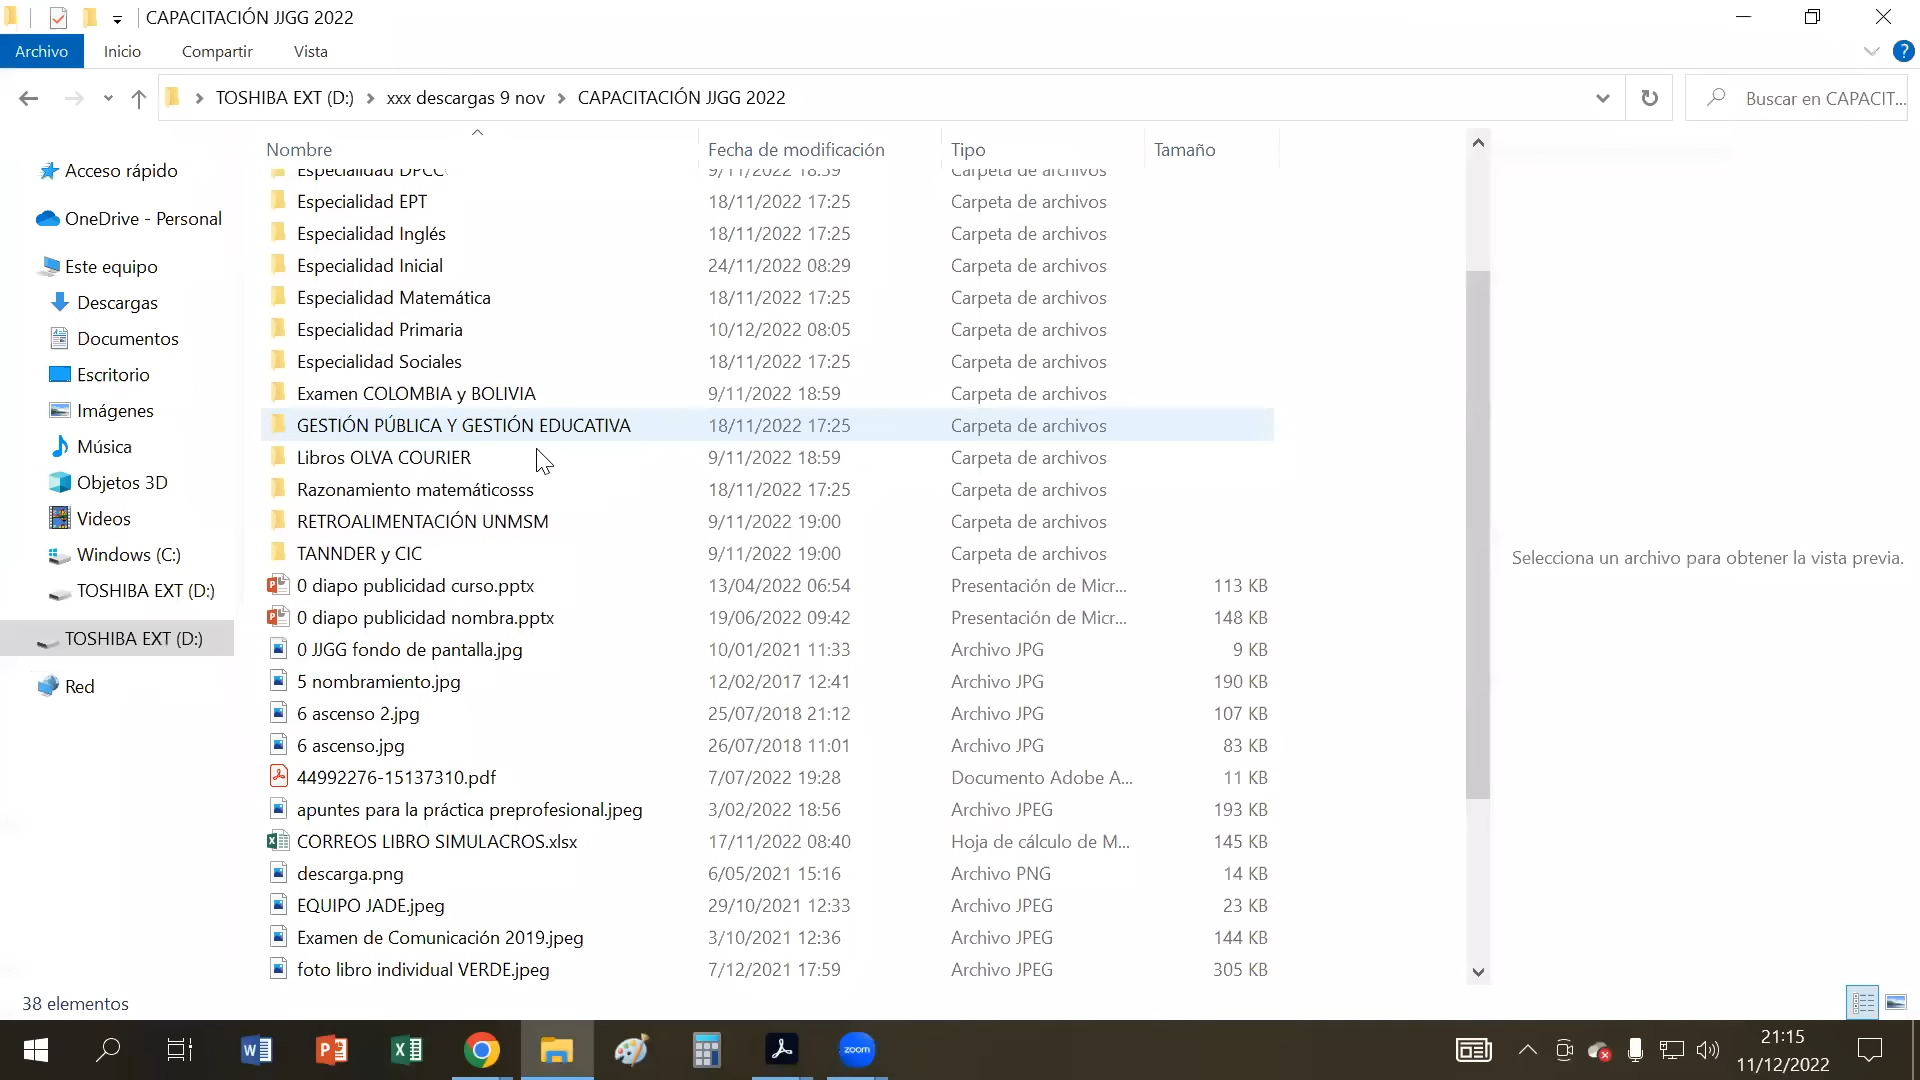 CAPACITACIÓN JJGG 2022
Archivo Inicio Compartir Vista
TOSHIBA EXT (D:) > xxx descargas 9 nov > CAPACITACIÓN JJGG 2022
Buscar en CAPACIT...
Nombre Fecha de modificación Tipo Tamaño
Especialidad DPCC 9/11/2022 18:59 Carpeta de archivos
Especialidad EPT 18/11/2022 17:25 Carpeta de archivos
Especialidad Inglés 18/11/2022 17:25 Carpeta de archivos
Especialidad Inicial 24/11/2022 08:29 Carpeta de archivos
Especialidad Matemática 18/11/2022 17:25 Carpeta de archivos
Especialidad Primaria 10/12/2022 08:05 Carpeta de archivos
Especialidad Sociales 18/11/2022 17:25 Carpeta de archivos
Examen COLOMBIA y BOLIVIA 9/11/2022 18:59 Carpeta de archivos
GESTIÓN PÚBLICA Y GESTIÓN EDUCATIVA 18/11/2022 17:25 Carpeta de archivos
Libros OLVA COURIER 9/11/2022 18:59 Carpeta de archivos
Razonamiento matemáticosss 18/11/2022 17:25 Carpeta de archivos
RETROALIMENTACIÓN UNMSM 9/11/2022 19:00 Carpeta de archivos
TANNDER y CIC 9/11/2022 19:00 Carpeta de archivos
0 diapo publicidad curso.pptx 13/04/2022 06:54 Presentación de Micr... 113 KB
0 diapo publicidad nombra.pptx 19/06/2022 09:42 Presentación de Micr... 148 KB
0 JJGG fondo de pantalla.jpg 10/01/2021 11:33 Archivo JPG 9 KB
5 nombramiento.jpg 12/02/2017 12:41 Archivo JPG 190 KB
6 ascenso 2.jpg 25/07/2018 21:12 Archivo JPG 107 KB
6 ascenso.jpg 26/07/2018 11:01 Archivo JPG 83 KB
44992276-15137310.pdf 7/07/2022 19:28 Documento Adobe A... 11 KB
apuntes para la práctica preprofesional.jpeg 3/02/2022 18:56 Archivo JPEG 193 KB
CORREOS LIBRO SIMULACROS.xlsx 17/11/2022 08:40 Hoja de cálculo de M... 145 KB
descarga.png 6/05/2021 15:16 Archivo PNG 14 KB
EQUIPO JADE.jpeg 29/10/2021 12:33 Archivo JPEG 23 KB
Examen de Comunicación 2019.jpeg 3/10/2021 12:36 Archivo JPEG 144 KB
foto libro individual VERDE.jpeg 7/12/2021 17:59 Archivo JPEG 305 KB
Acceso rápido
OneDrive - Personal
Este equipo
Descargas
Documentos
Escritorio
Imágenes
Música
Objetos 3D
Videos
Windows (C:)
TOSHIBA EXT (D:)
TOSHIBA EXT (D:)
Red
Selecciona un archivo para obtener la vista previa.
38 elementos
zoom
21:15
11/12/2022